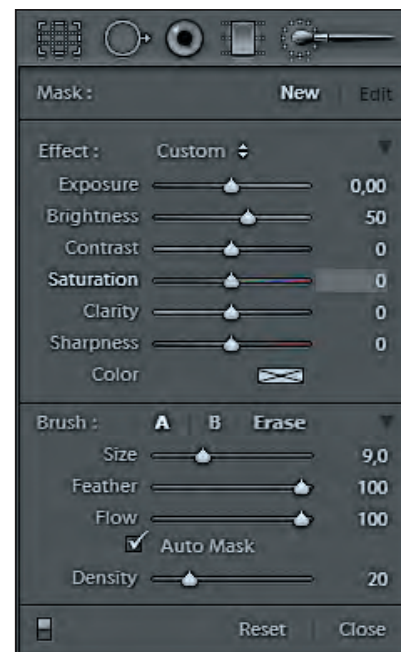 Mask : New Edit
Effect : Custom
Exposure 0,00
Brightness 50
Contrast 0
Saturation 0
Clarity 0
Sharpness 0
Color
Brush : A B Erase
Size 9,0
Feather 100
Flow 100
Auto Mask
Density 20
Reset Close